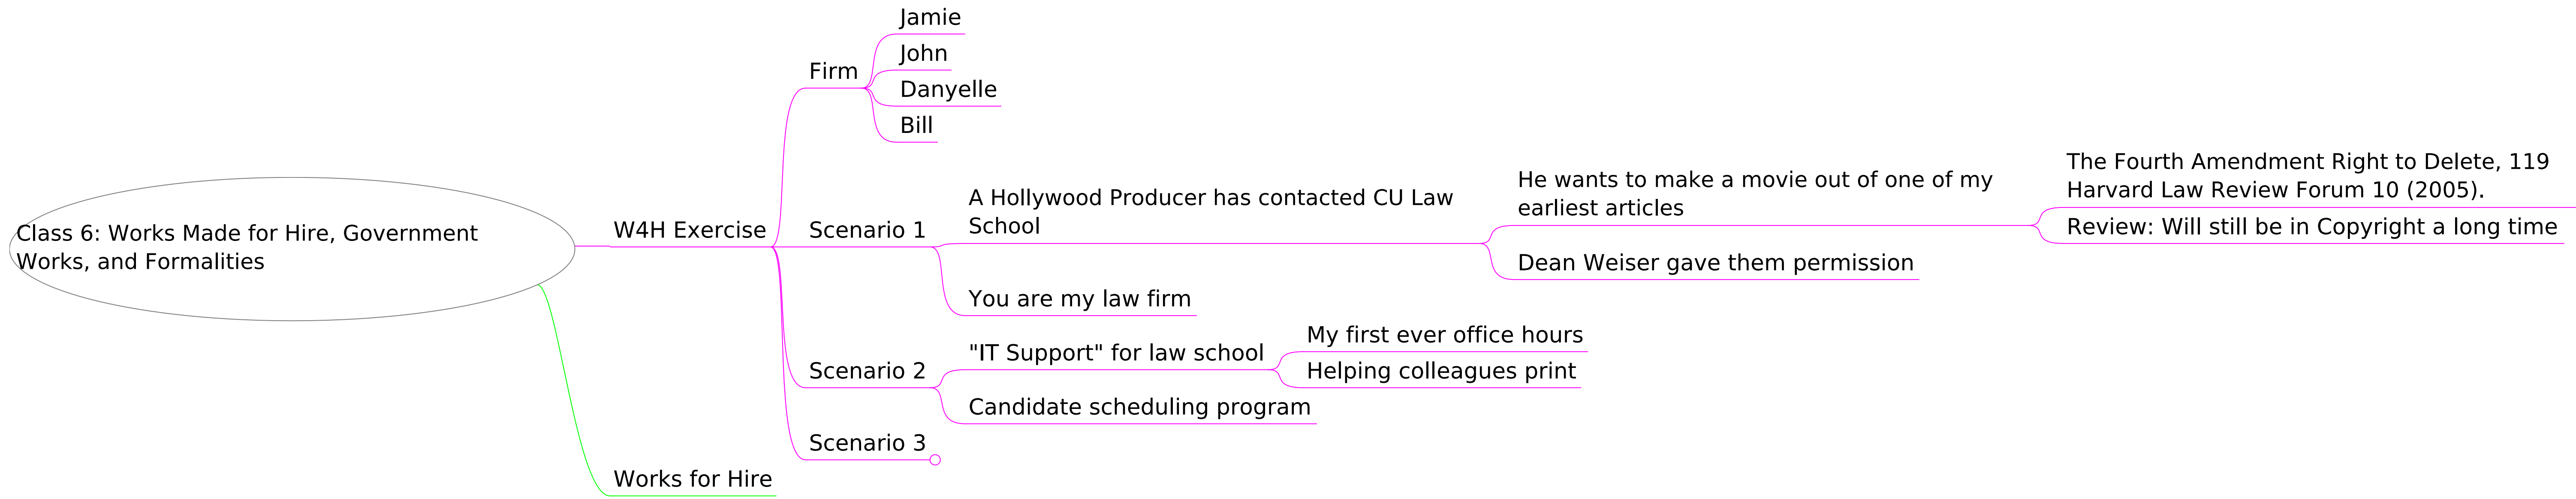 Jamie
John
Firm
Danyelle
Bill
The Fourth Amendment Right to Delete, 119
Harvard Law Review Forum 10 (2005).
He wants to make a movie out of one of my
earliest articles
A Hollywood Producer has contacted CU Law
School
Review: Will still be in Copyright a long time
W4H Exercise
Scenario 1
Class 6: Works Made for Hire, Government
Works, and Formalities
Dean Weiser gave them permission
You are my law firm
My first ever office hours
"IT Support" for law school
Scenario 2
Helping colleagues print
Candidate scheduling program
Scenario 3
Works for Hire